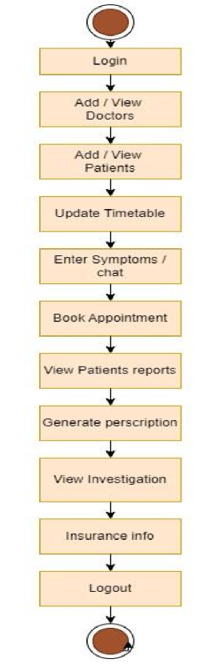 Login
Add / View
Doctors
Add / View
Patients
Update Timetable
Enter Symptoms /
chat
Book Appointment
View Patients reports
Generate perscription
View Investigation
Insurance info
Logout